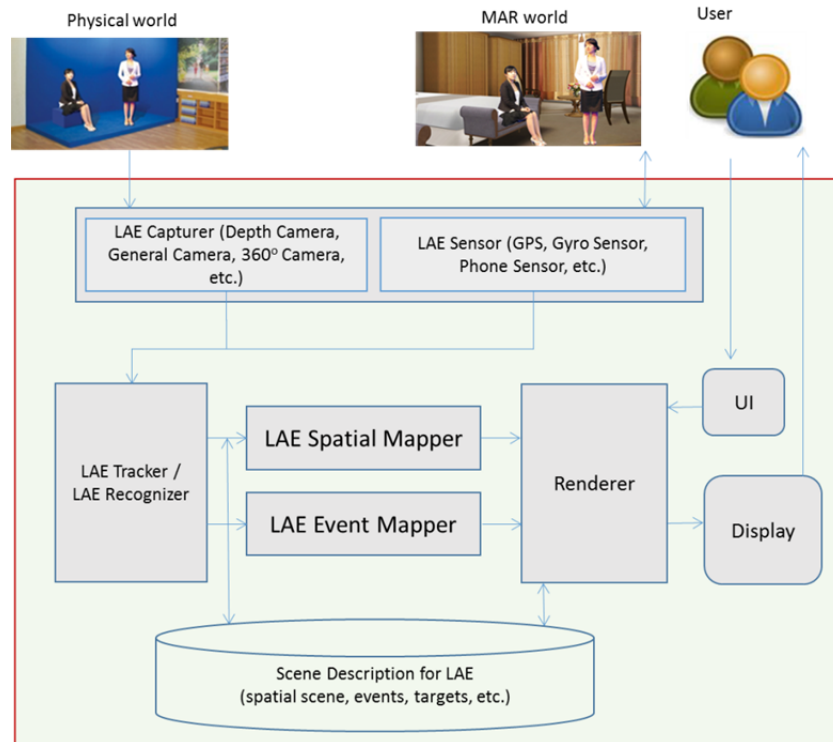 Physical world
MAR world
User
LAE Capturer (Depth Camera,
General Camera, 360º Camera,
etc.)
LAE Sensor (GPS, Gyro Sensor,
Phone Sensor, etc.)
LAE Tracker /
LAE Recognizer
LAE Spatial Mapper
LAE Event Mapper
Renderer
UI
Display
Scene Description for LAE
(spatial scene, events, targets, etc.)